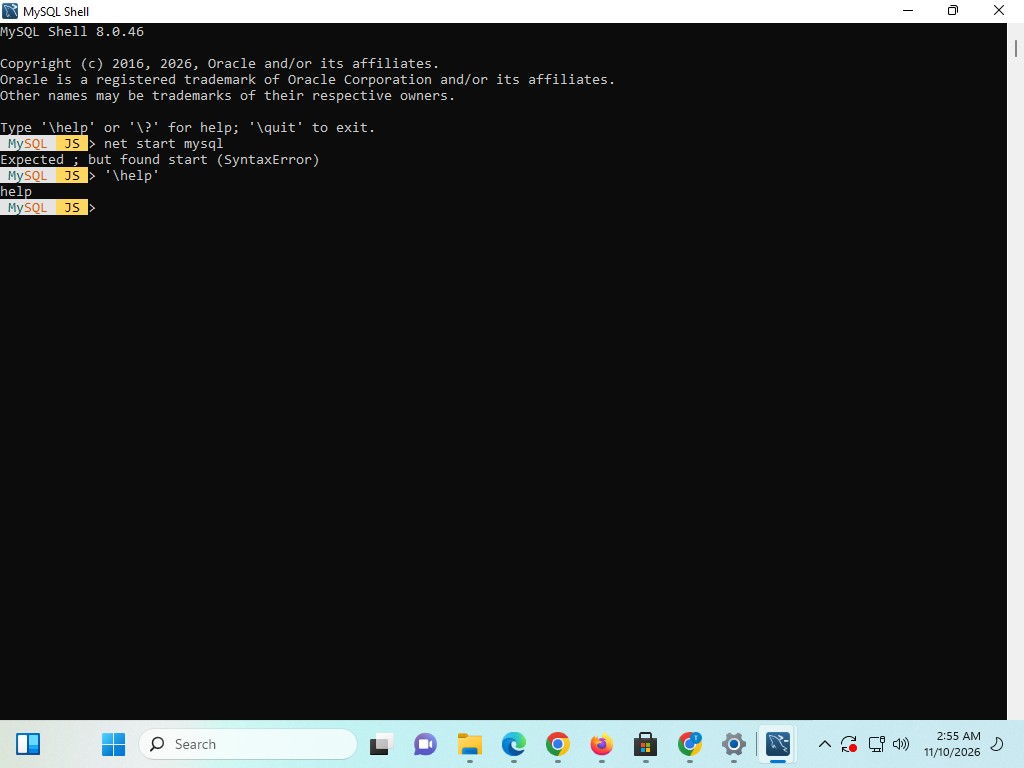 MySQL Shell
MySQL Shell 8.0.46
Copyright (c) 2016, 2026, Oracle and/or its affiliates.
Oracle is a registered trademark of Oracle Corporation and/or its affiliates.
Other names may be trademarks of their respective owners.
Type '\help' or '\?' for help; '\quit' to exit.
MySQL JS > net start mysql
Expected ; but found start (SyntaxError)
MySQL JS > '\help'
help
MySQL JS >
Search
2:55 AM
11/10/2026